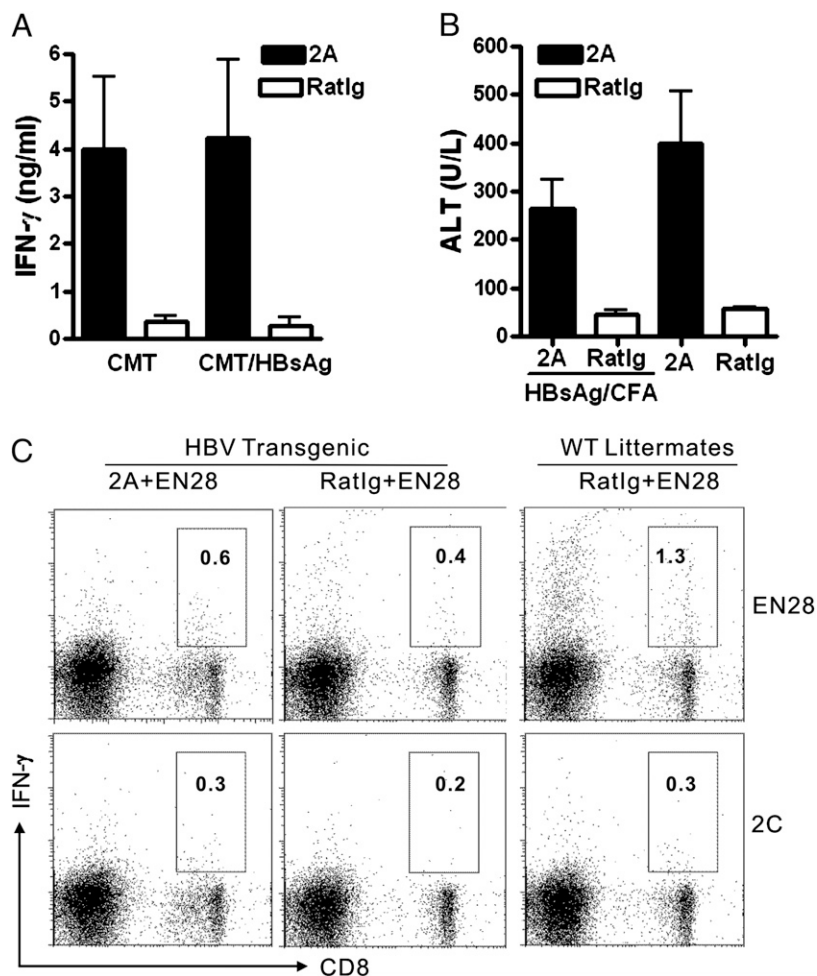 A
IFN-γ (ng/ml)
6
5
4
3
2
1
0
2A
RatIg
CMT
CMT/HBsAg
B
ALT (U/L)
600
500
400
300
200
100
0
2A
RatIg
2A
RatIg
2A
RatIg
HBsAg/CFA
C
HBV Transgenic
WT Littermates
2A+EN28
RatIg+EN28
RatIg+EN28
0.6
0.4
1.3
EN28
0.3
0.2
0.3
2C
IFN-γ
CD8